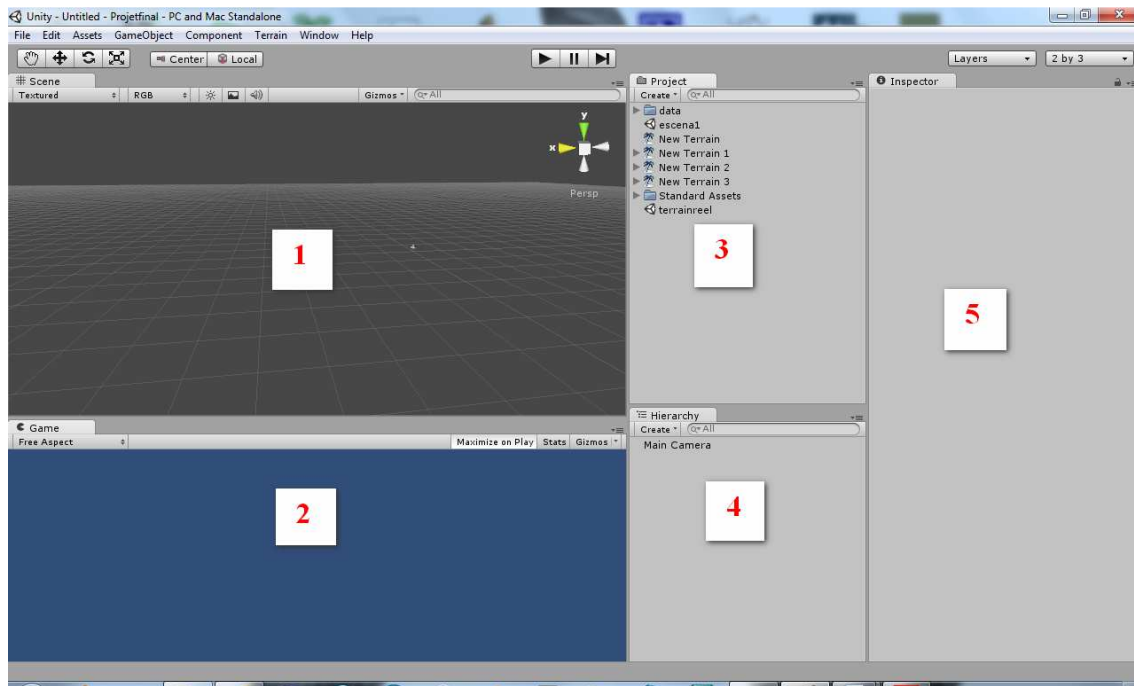 Unity - Untitled - Projetfinal - PC and Mac Standalone
File Edit Assets GameObject Component Terrain Window Help
Center Local
Layers 2 by 3
Scene
Textured RGB Gizmos All
y
x
Persp
1
Game
Free Aspect Maximize on Play Stats Gizmos
2
Project
Create All
data
escena1
New Terrain
New Terrain 1
New Terrain 2
New Terrain 3
Standard Assets
terrainreel
3
Hierarchy
Create All
Main Camera
4
Inspector
5